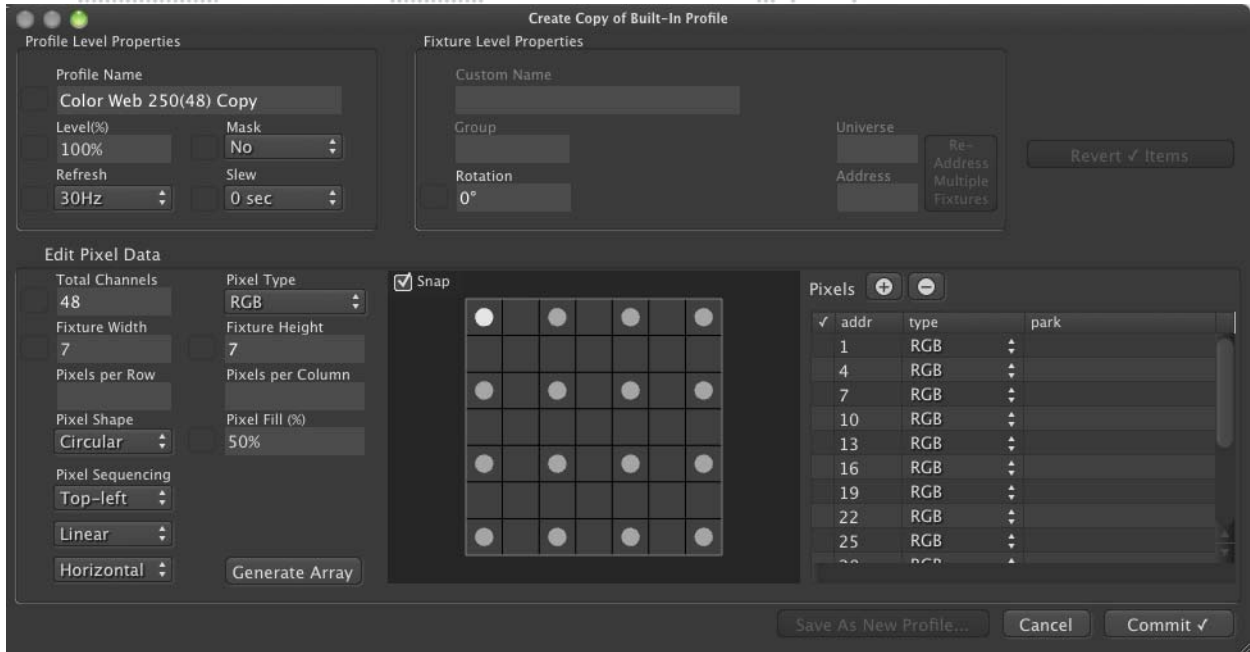 Create Copy of Built-In Profile
Profile Level Properties
Profile Name
Color Web 250(48) Copy
Level(%)
Mask
100%
No
Refresh
Slew
30Hz
0 sec
Fixture Level Properties
Custom Name
Group
Universe
Rotation
Address
0°
Re-
Address
Multiple
Fixtures
Revert ✓ Items
Edit Pixel Data
Total Channels
Pixel Type
48
RGB
Fixture Width
Fixture Height
7
7
Pixels per Row
Pixels per Column
Pixel Shape
Pixel Fill (%)
Circular
50%
Pixel Sequencing
Top-left
Linear
Horizontal
Generate Array
Snap
Pixels
✓ addr type park
1 RGB
4 RGB
7 RGB
10 RGB
13 RGB
16 RGB
19 RGB
22 RGB
25 RGB
Save As New Profile...
Cancel
Commit ✓